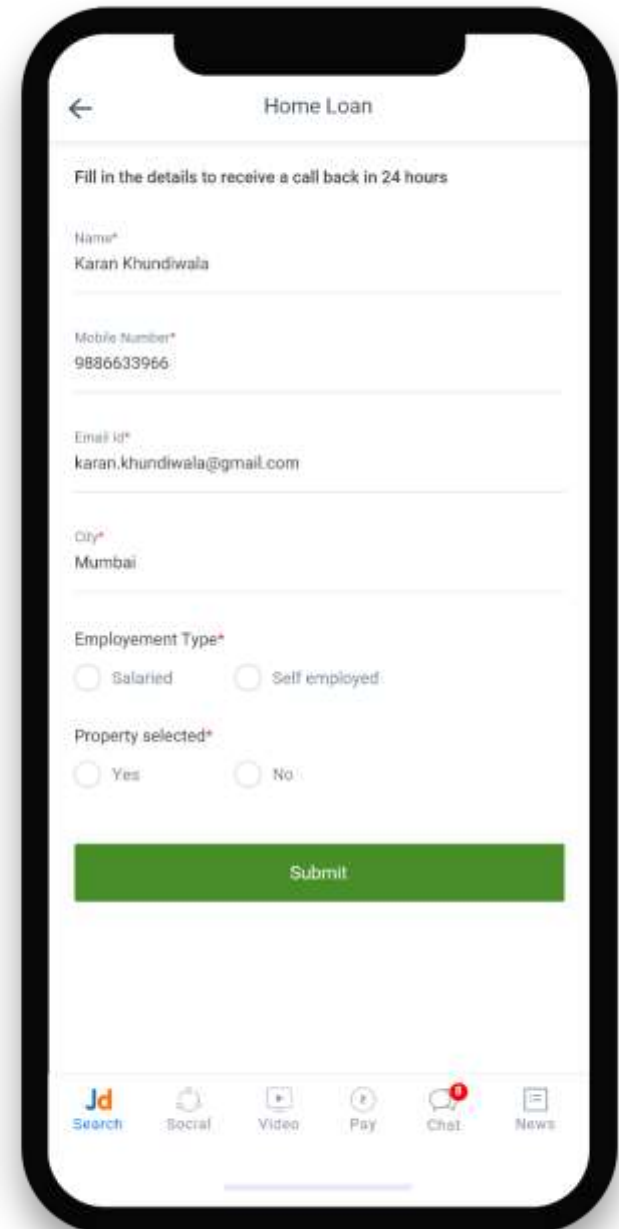 Home Loan
Fill in the details to receive a call back in 24 hours
Name*
Karan Khundiwala
Mobile Number*
9886633966
Email id*
karan.khundiwala@gmail.com
City*
Mumbai
Employement Type*
Salaried Self employed
Property selected*
Yes No
Submit
Jd 8
Search Social Video Pay Chat News